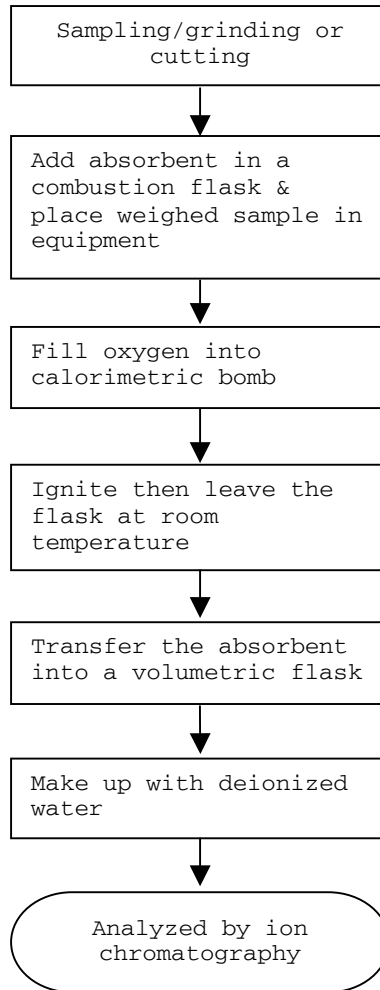 Sampling/grinding or
cutting
Add absorbent in a
combustion flask &
place weighed sample in
equipment
Fill oxygen into
calorimetric bomb
Ignite then leave the
flask at room
temperature
Transfer the absorbent
into a volumetric flask
Make up with deionized
water
Analyzed by ion
chromatography